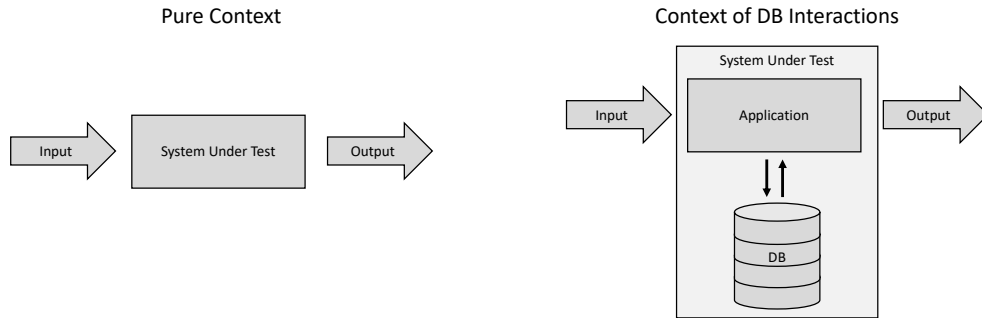 Pure Context
Input
System Under Test
Output
Context of DB Interactions
System Under Test
Input
Application
Output
DB